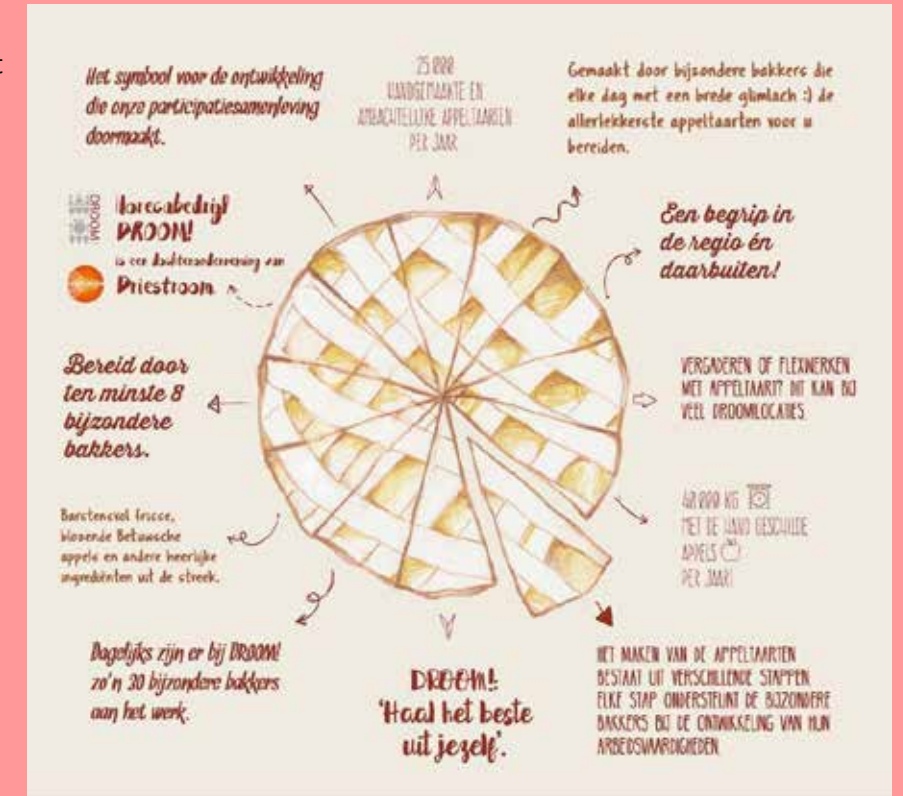 Het symbool voor de ontwikkeling
die onze participatiesamenleving
doormaakt.
25.000
HANDGEMAAKTE EN
AMBACHTELIJKE APPELTAARTEN
PER JAAR
Gemaakt door bijzondere bakkers die
elke dag met een brede glimlach :) de
allerlekkerste appeltaarten voor u
bereiden.
DROOM!
Horecabedrijf
DROOM!
is een dochteronderneming van
Driestroom
Een begrip in
de regio én
daarbuiten!
Bereid door
ten minste 8
bijzondere
bakkers.
VERGADEREN OF FLEXWERKEN
MET APPELTAART? DIT KAN BIJ
VEEL DROOMLOCATIES
Barstensvol frisse,
blozende Betuwsche
appels en andere heerlijke
ingrediënten uit de streek.
40.000 KG
MET DE HAND GESCHILDE
APPELS
PER JAAR!
Dagelijks zijn er bij DROOM!
zo'n 30 bijzondere bakkers
aan het werk.
DROOM!:
'Haal het beste
uit jezelf'.
HET MAKEN VAN DE APPELTAARTEN
BESTAAT UIT VERSCHILLENDE STAPPEN
ELKE STAP ONDERSTEUNT DE BIJZONDERE
BAKKERS BIJ DE ONTWIKKELING VAN HUN
ARBEIDSVAARDIGHEDEN